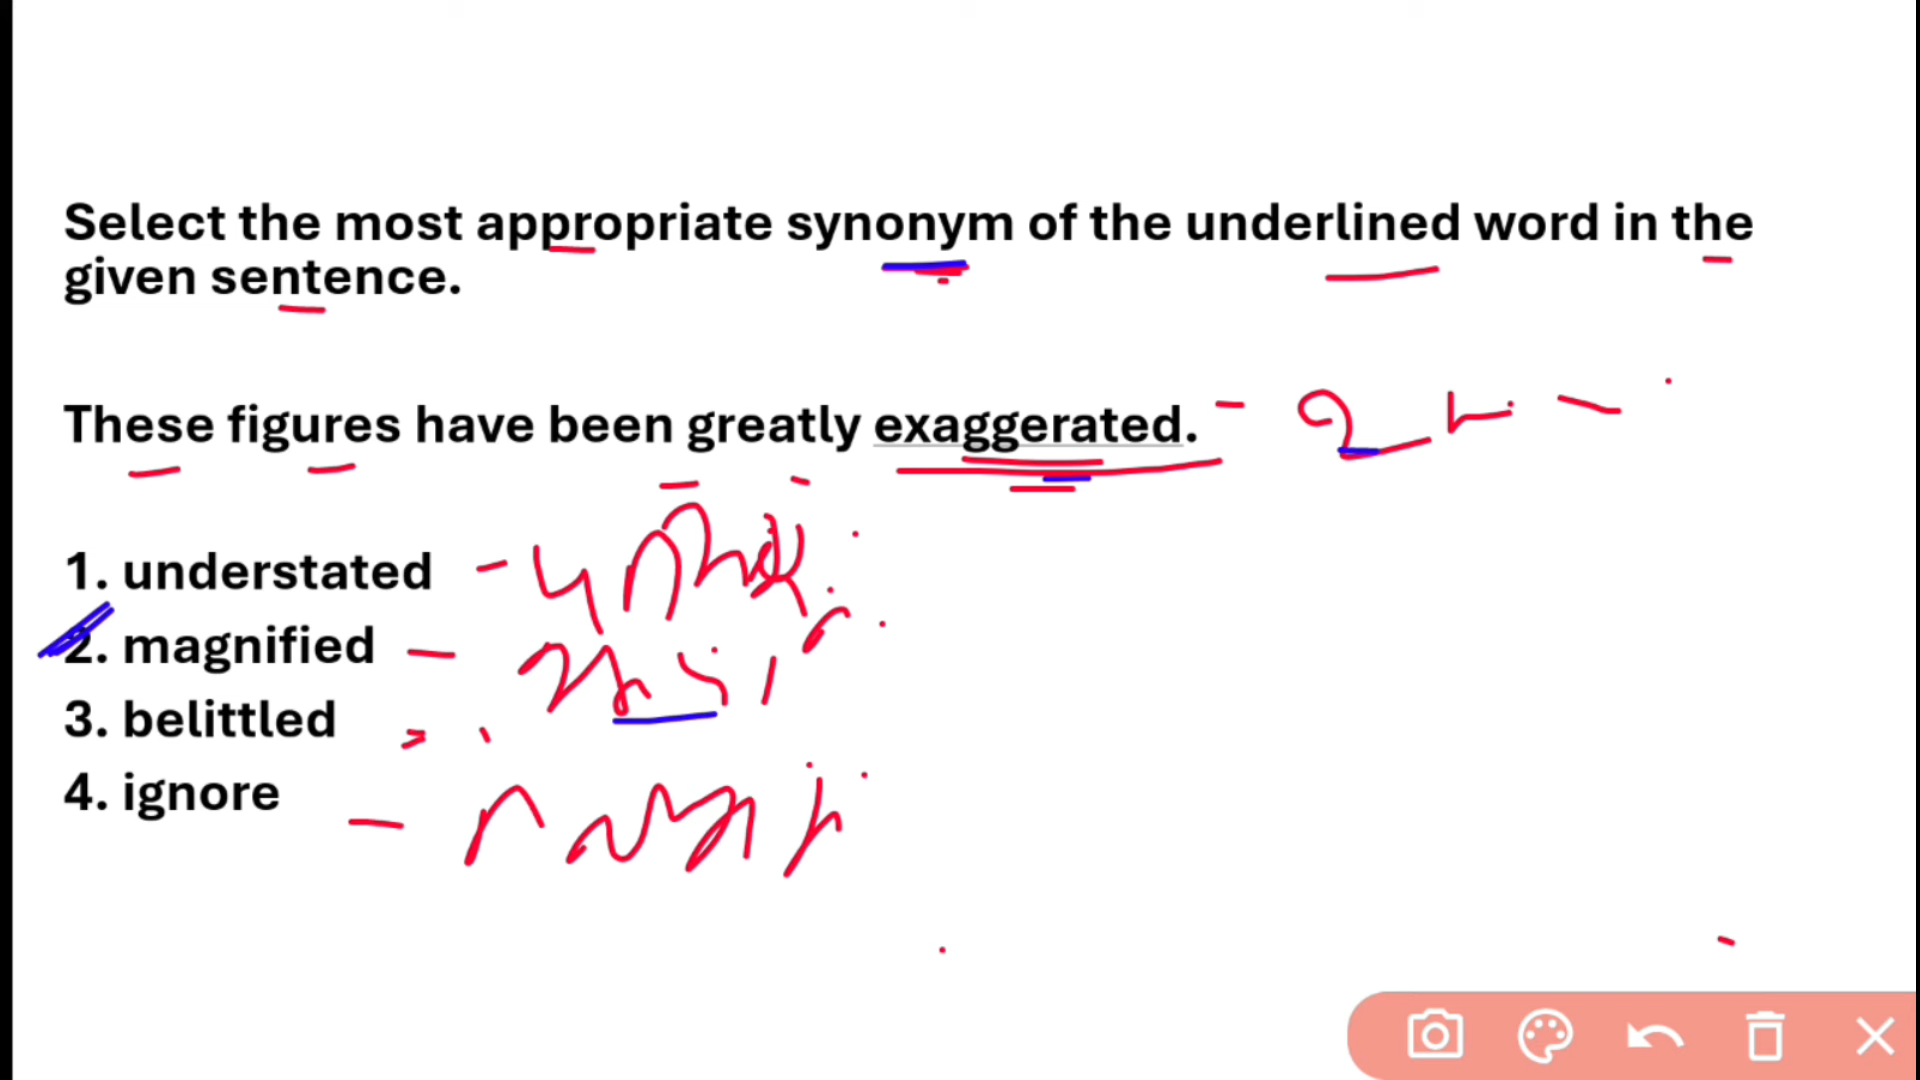 Select the most appropriate synonym of the underlined word in the
given sentence.
These figures have been greatly exaggerated.
1. understated
2. magnified
3. belittled
4. ignore